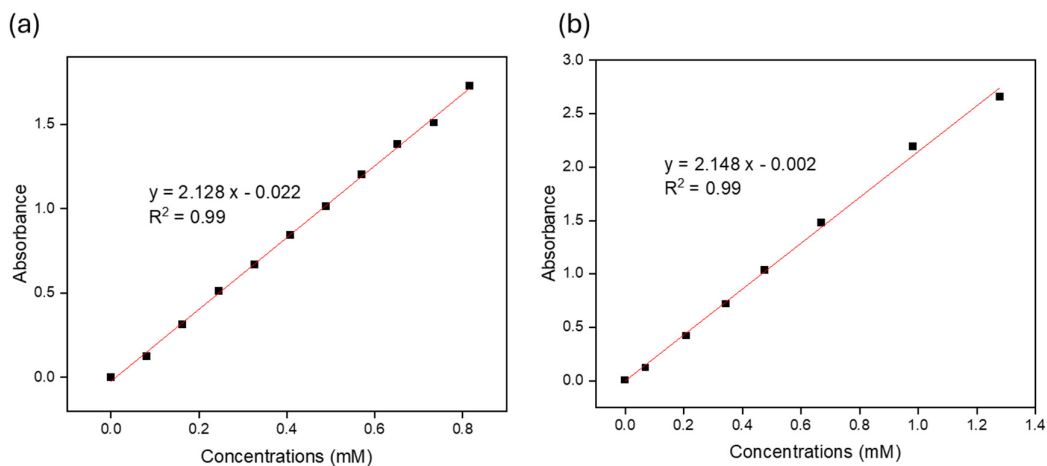 (a)
Absorbance
1.5
1.0
0.5
0.0
y = 2.128 x - 0.022
R² = 0.99
0.0 0.2 0.4 0.6 0.8
Concentrations (mM)
(b)
Absorbance
3.0
2.5
2.0
1.5
1.0
0.5
0.0
y = 2.148 x - 0.002
R² = 0.99
0.0 0.2 0.4 0.6 0.8 1.0 1.2 1.4
Concentrations (mM)